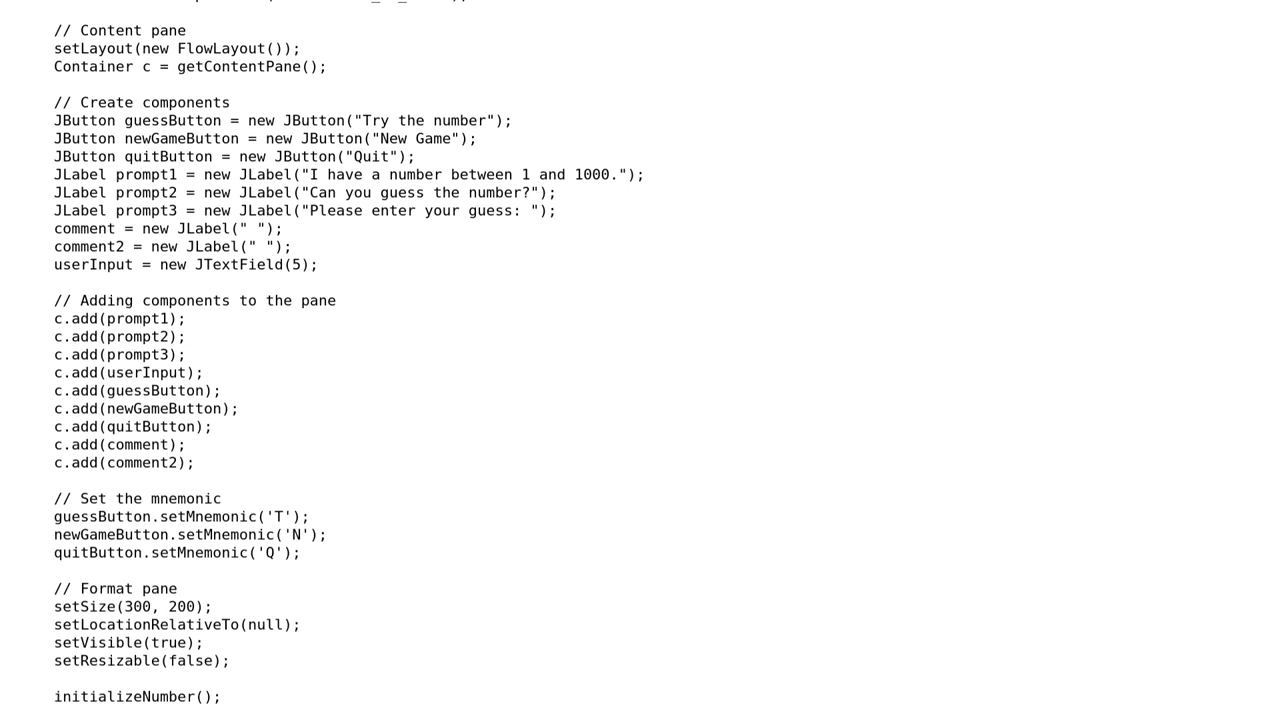 // Content pane
setLayout(new FlowLayout());
Container c = getContentPane();
// Create components
JButton guessButton = new JButton("Try the number");
JButton newGameButton = new JButton("New Game");
JButton quitButton = new JButton("Quit");
JLabel prompt1 = new JLabel("I have a number between 1 and 1000.");
JLabel prompt2 = new JLabel("Can you guess the number?");
JLabel prompt3 = new JLabel("Please enter your guess: ");
comment = new JLabel(" ");
comment2 = new JLabel(" ");
userInput = new JTextField(5);
// Adding components to the pane
c.add(prompt1);
c.add(prompt2);
c.add(prompt3);
c.add(userInput);
c.add(guessButton);
c.add(newGameButton);
c.add(quitButton);
c.add(comment);
c.add(comment2);
// Set the mnemonic
guessButton.setMnemonic('T');
newGameButton.setMnemonic('N');
quitButton.setMnemonic('Q');
// Format pane
setSize(300, 200);
setLocationRelativeTo(null);
setVisible(true);
setResizable(false);
initializeNumber();